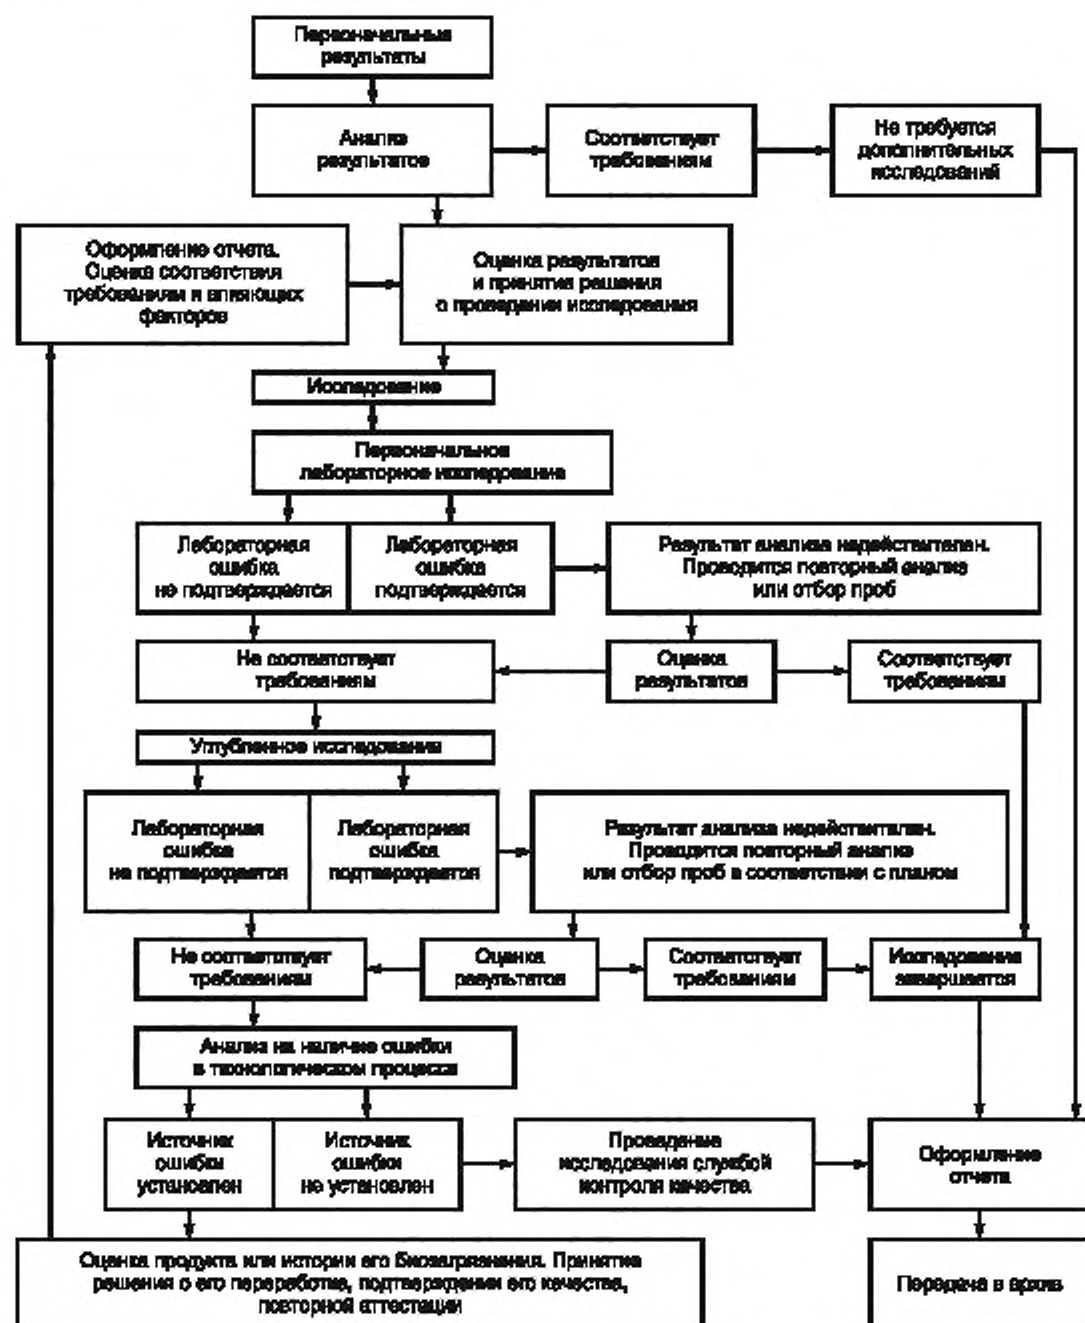 Первоначальные
результаты
Анализ
результатов
Соответствует
требованиям
Не требуется
дополнительных
исследований
Оформление отчета.
Оценка соответствия
требованиям и влияющих
факторов
Оценка результатов
и принятие решения
о проведении исследования
Исследование
Первоначальное
лабораторное исследование
Лабораторная
ошибка
не подтверждается
Лабораторная
ошибка
подтверждается
Результат анализа недействителен.
Проводится повторный анализ
или отбор проб
Не соответствует
требованиям
Оценка
результатов
Соответствует
требованиям
Углубленное исследование
Лабораторная
ошибка
не подтверждается
Лабораторная
ошибка
подтверждается
Результат анализа недействителен.
Проводится повторный анализ
или отбор проб в соответствии с планом
Не соответствует
требованиям
Оценка
результатов
Соответствует
требованиям
Исследование
завершается
Анализ на наличие ошибки
в технологическом процессе
Источник
ошибки
установлен
Источник
ошибки
не установлен
Проведение
исследования службой
контроля качества
Оформление
отчета
Оценка продукта или истории его биозагрязнения. Принятие
решения о его переработке, подтверждении его качества,
повторной аттестации
Передача в архив